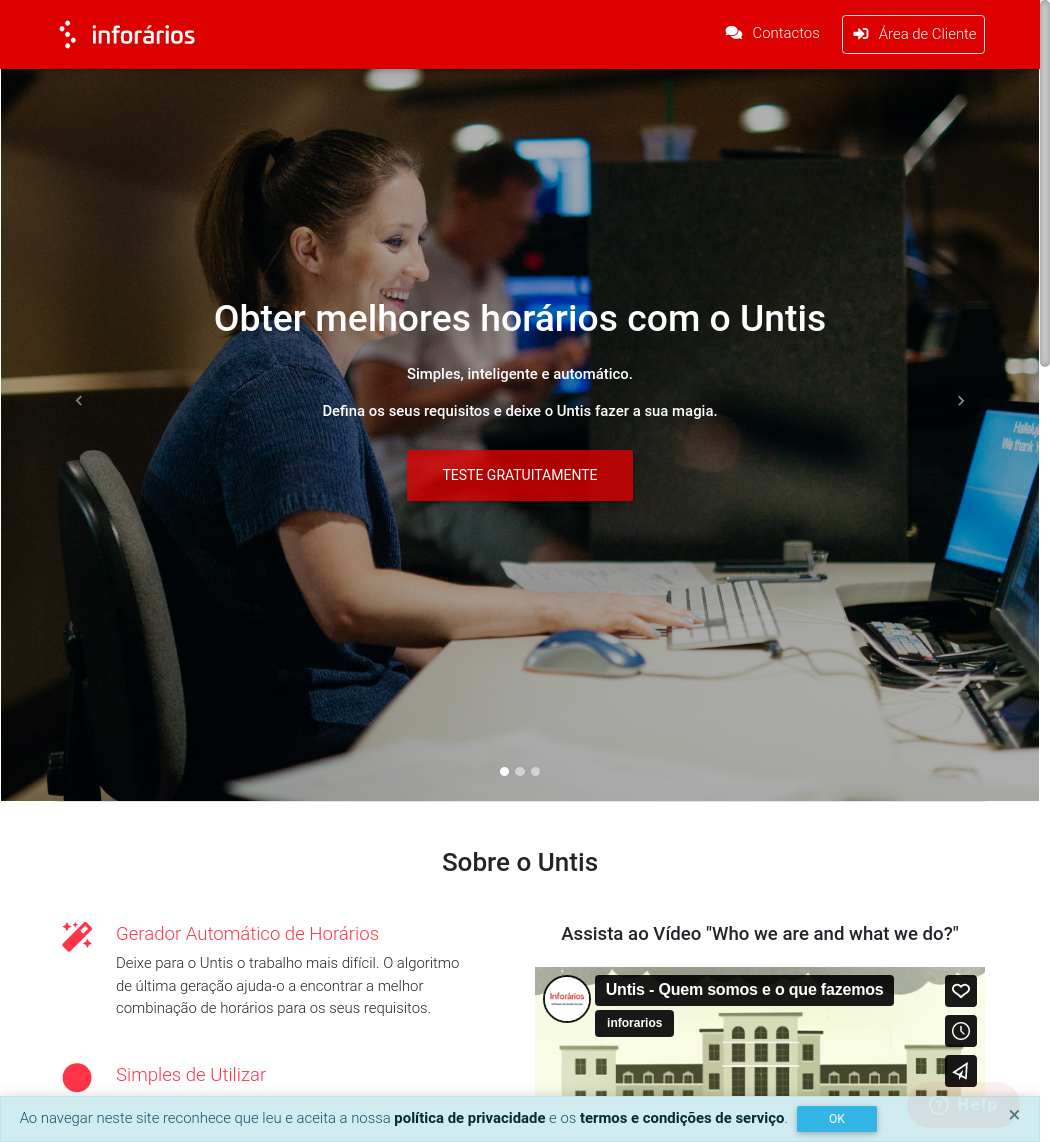 inforários
Contactos
Área de Cliente
Obter melhores horários com o Untis
Simples, inteligente e automático.
Defina os seus requisitos e deixe o Untis fazer a sua magia.
TESTE GRATUITAMENTE
Sobre o Untis
Gerador Automático de Horários
Deixe para o Untis o trabalho mais difícil. O algoritmo
de última geração ajuda-o a encontrar a melhor
combinação de horários para os seus requisitos.
Simples de Utilizar
Assista ao Vídeo "Who we are and what we do?"
Inforários
Untis - Quem somos e o que fazemos
inforarios
Help
Ao navegar neste site reconhece que leu e aceita a nossa política de privacidade e os termos e condições de serviço. OK ×